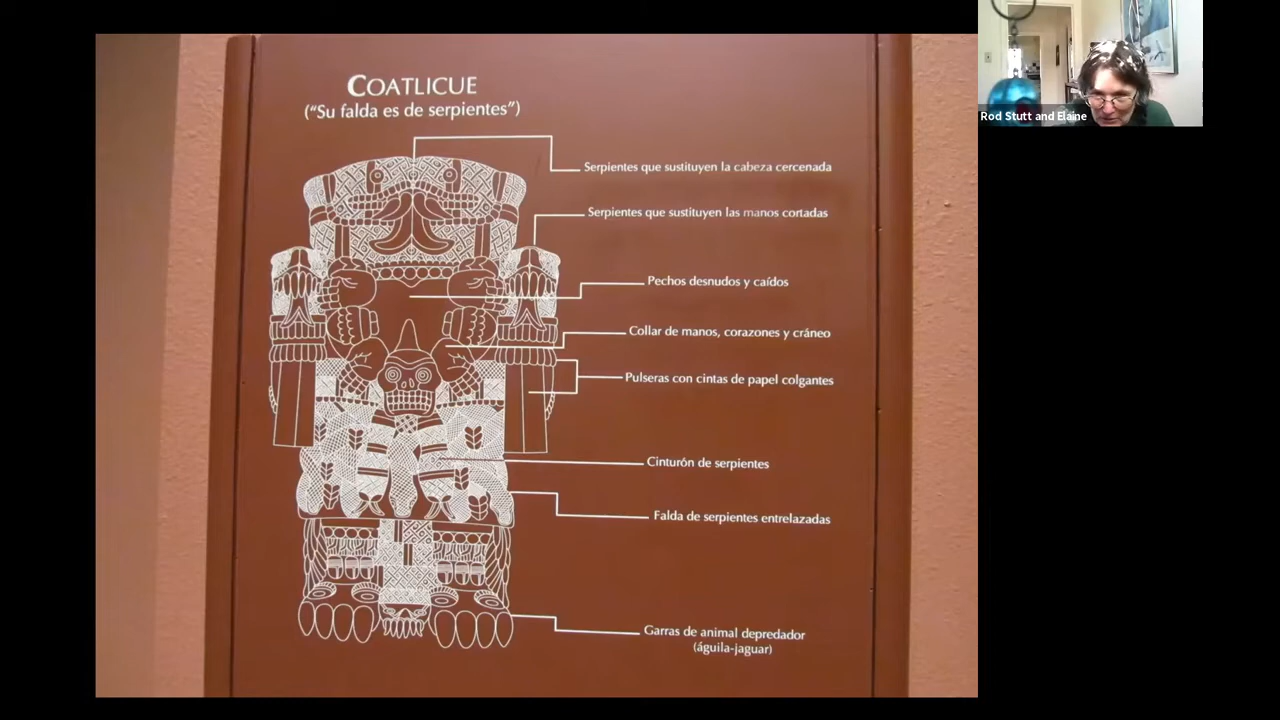 COATLICUE
("Su falda es de serpientes")
Serpientes que sustituyen la cabeza cercenada
Serpientes que sustituyen las manos cortadas
Pechos desnudos y caídos
Collar de manos, corazones y cráneo
Pulseras con cintas de papel colgantes
Cinturón de serpientes
Falda de serpientes entrelazadas
Garras de animal depredador
(águila-jaguar)
Rod Stutt and Elaine